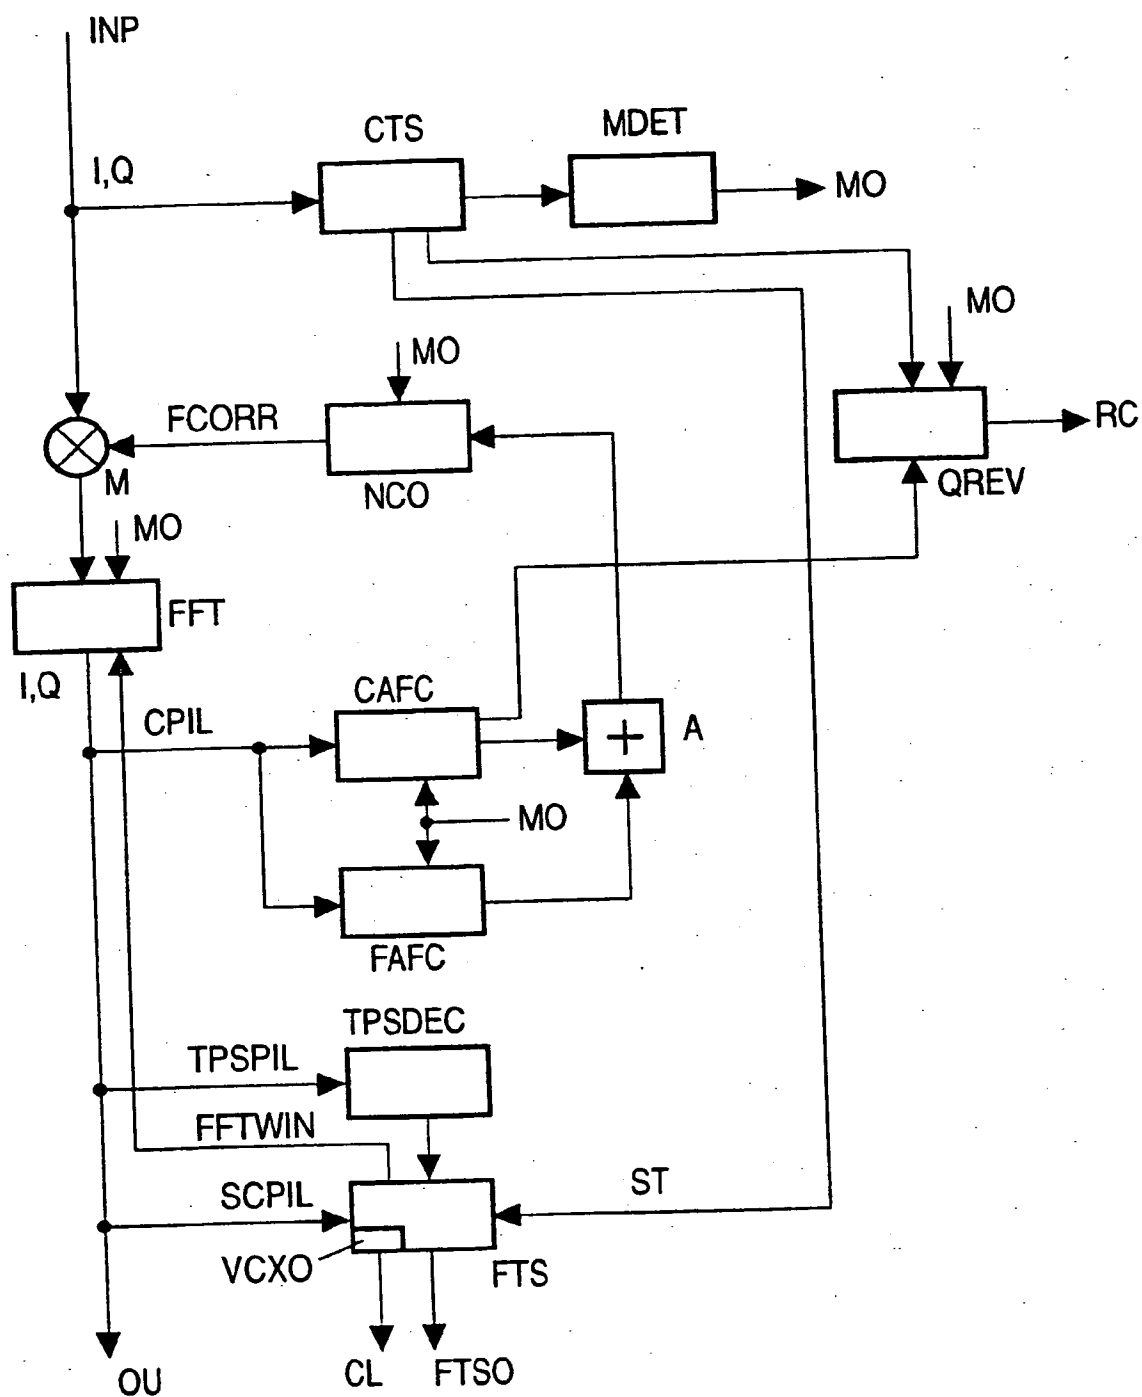 INP
CTS
MDET
I,Q
MO
MO
MO
FCORR
RC
M
NCO
QREV
MO
FFT
I,Q
CAFC
CPIL
+
A
MO
FAFC
TPSDEC
TPSPIL
FFTWIN
SCPIL
ST
VCXO
FTS
CL
FTSO
OU